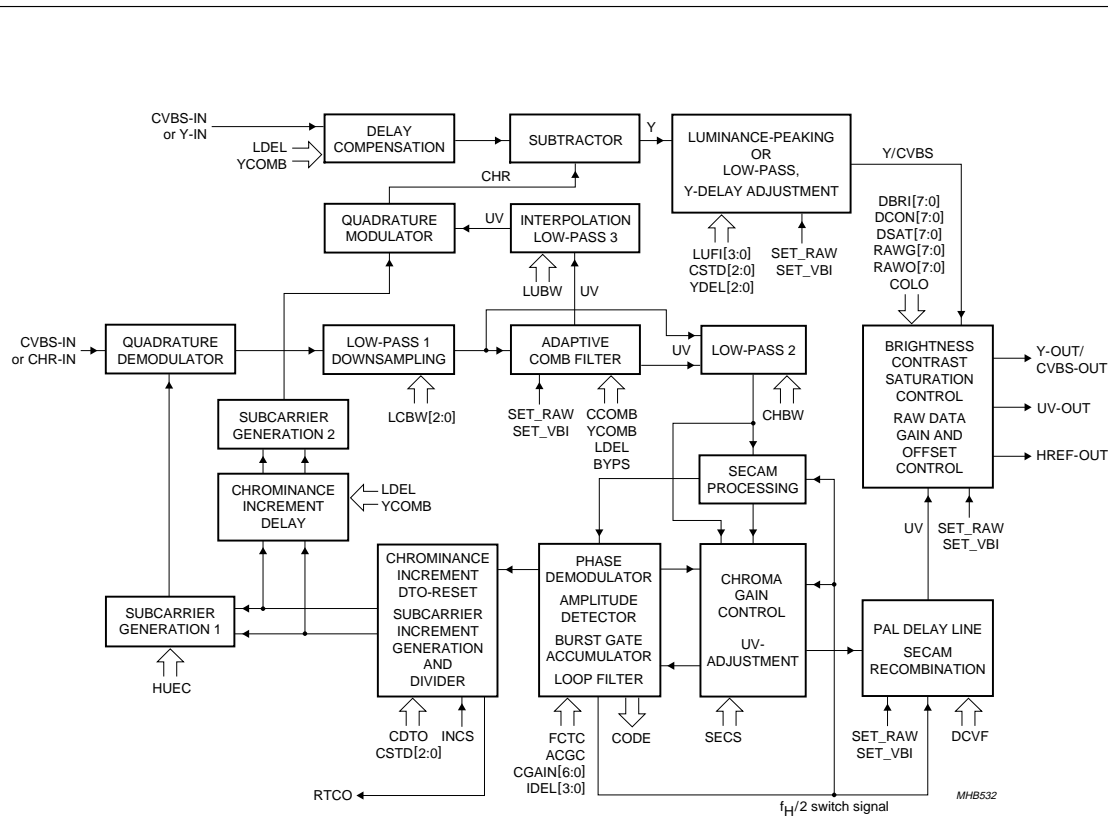 CVBS-IN
or Y-IN
LDEL
YCOMB
DELAY
COMPENSATION
SUBTRACTOR
Y
LUMINANCE-PEAKING
OR
LOW-PASS,
Y-DELAY ADJUSTMENT
Y/CVBS
CHR
QUADRATURE
MODULATOR
UV
INTERPOLATION
LOW-PASS 3
LUBW
UV
LUFI[3:0]
CSTD[2:0]
YDEL[2:0]
SET_RAW
SET_VBI
DBRI[7:0]
DCON[7:0]
DSAT[7:0]
RAWG[7:0]
RAWO[7:0]
COLO
CVBS-IN
or CHR-IN
QUADRATURE
DEMODULATOR
LOW-PASS 1
DOWNSAMPLING
LCBW[2:0]
ADAPTIVE
COMB FILTER
UV
SET_RAW
SET_VBI
CCOMB
YCOMB
LDEL
BYPS
LOW-PASS 2
CHBW
BRIGHTNESS
CONTRAST
SATURATION
CONTROL
RAW DATA
GAIN AND
OFFSET
CONTROL
Y-OUT/
CVBS-OUT
UV-OUT
HREF-OUT
UV
SET_RAW
SET_VBI
SUBCARRIER
GENERATION 2
CHROMINANCE
INCREMENT
DELAY
LDEL
YCOMB
SECAM
PROCESSING
SUBCARRIER
GENERATION 1
HUEC
CHROMINANCE
INCREMENT
DTO-RESET
SUBCARRIER
INCREMENT
GENERATION
AND
DIVIDER
CDTO
CSTD[2:0]
INCS
RTCO
PHASE
DEMODULATOR
AMPLITUDE
DETECTOR
BURST GATE
ACCUMULATOR
LOOP FILTER
FCTC
ACGC
CGAIN[6:0]
IDEL[3:0]
CODE
CHROMA
GAIN
CONTROL
UV-
ADJUSTMENT
SECS
PAL DELAY LINE
SECAM
RECOMBINATION
SET_RAW
SET_VBI
DCVF
fH/2 switch signal
MHB532